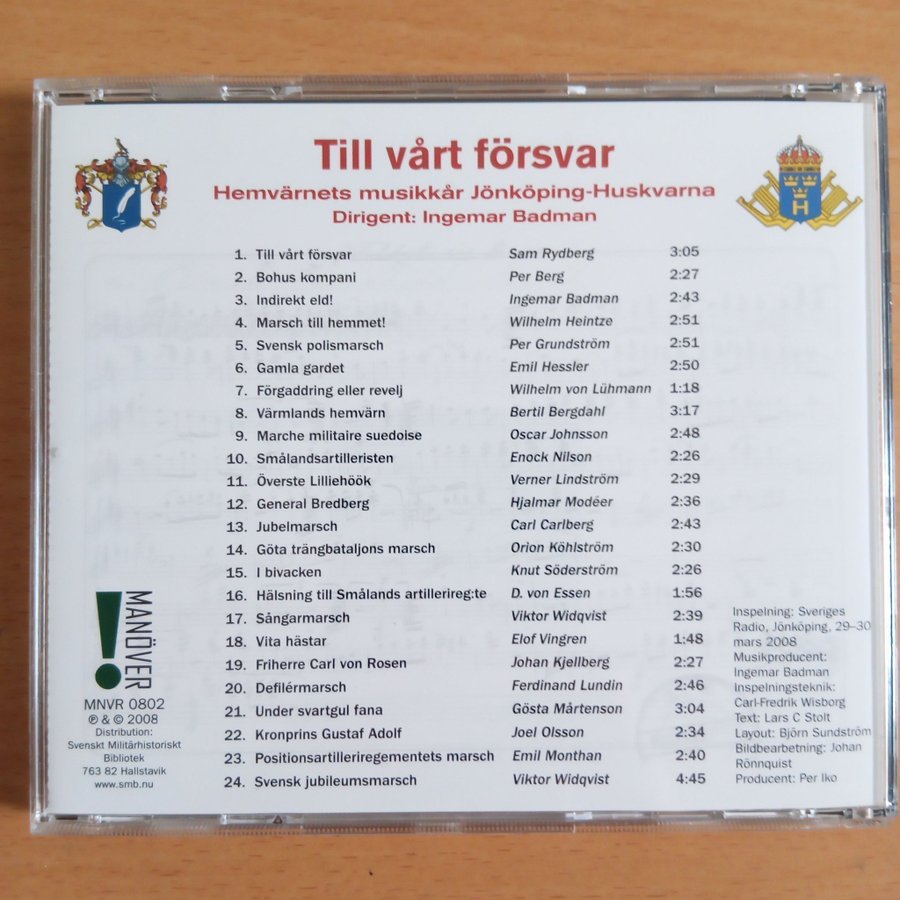 Till vårt försvar
Hemvärnets musikkår Jönköping-Huskvarna
Dirigent: Ingemar Badman
H
1. Till vårt försvar Sam Rydberg 3:05
2. Bohus kompani Per Berg 2:27
3. Indirekt eld! Ingemar Badman 2:43
4. Marsch till hemmet! Wilhelm Heintze 2:51
5. Svensk polismarsch Per Grundström 2:51
6. Gamla gardet Emil Hessler 2:50
7. Förgaddring eller revelj Wilhelm von Lühmann 1:18
8. Värmlands hemvärn Bertil Bergdahl 3:17
9. Marche militaire suedoise Oscar Johnsson 2:48
10. Smålandsartilleristen Enock Nilson 2:26
11. Överste Lilliehöök Verner Lindström 2:29
12. General Bredberg Hjalmar Modéer 2:36
13. Jubelmarsch Carl Carlberg 2:43
14. Göta trängbataljons marsch Orion Köhlström 2:30
15. I bivacken Knut Söderström 2:26
16. Hälsning till Smålands artillerireg:te D. von Essen 1:56
17. Sångarmarsch Viktor Widqvist 2:39
18. Vita hästar Elof Vingren 1:48
19. Friherre Carl von Rosen Johan Kjellberg 2:27
20. Defilérmarsch Ferdinand Lundin 2:46
21. Under svartgul fana Gösta Mårtenson 3:04
22. Kronprins Gustaf Adolf Joel Olsson 2:34
23. Positionsartilleriregementets marsch Emil Monthan 2:40
24. Svensk jubileumsmarsch Viktor Widqvist 4:45
! MANÖVER
MNVR 0802
℗ & © 2008
Distribution:
Svenskt Militärhistoriskt
Bibliotek
763 82 Hallstavik
www.smb.nu
Inspelning: Sveriges
Radio, Jönköping, 29–30
mars 2008
Musikproducent:
Ingemar Badman
Inspelningsteknik:
Carl-Fredrik Wisborg
Text: Lars C Stolt
Layout: Björn Sundström
Bildbearbetning: Johan
Rönnquist
Producent: Per Iko